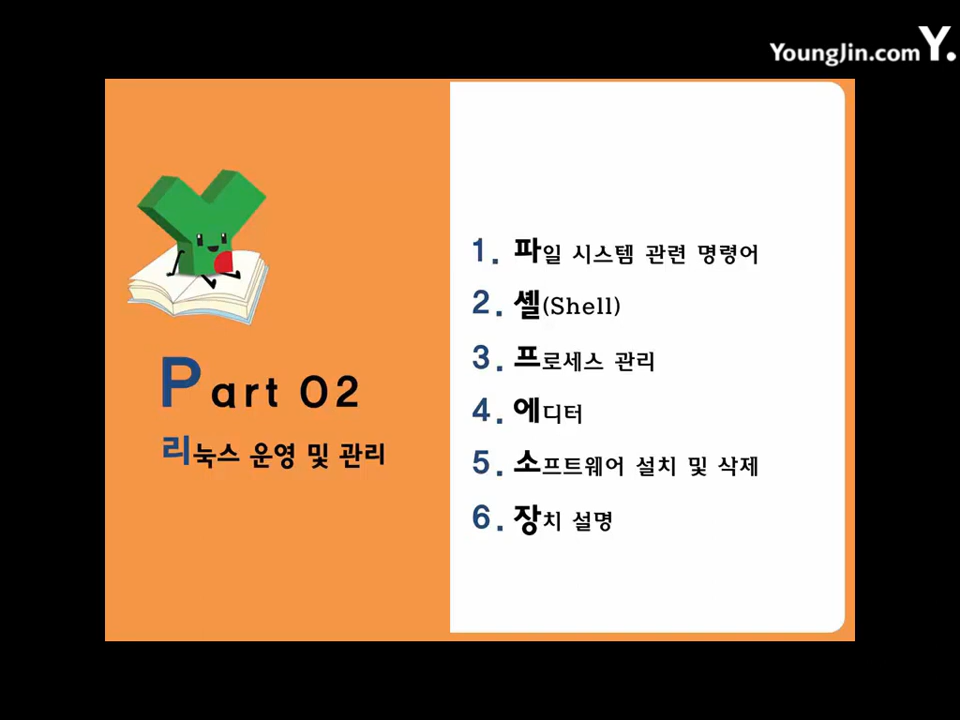 YoungJin.com Y.
Part 02
리눅스 운영 및 관리
1. 파일 시스템 관련 명령어
2. 셸(Shell)
3. 프로세스 관리
4. 에디터
5. 소프트웨어 설치 및 삭제
6. 장치 설명